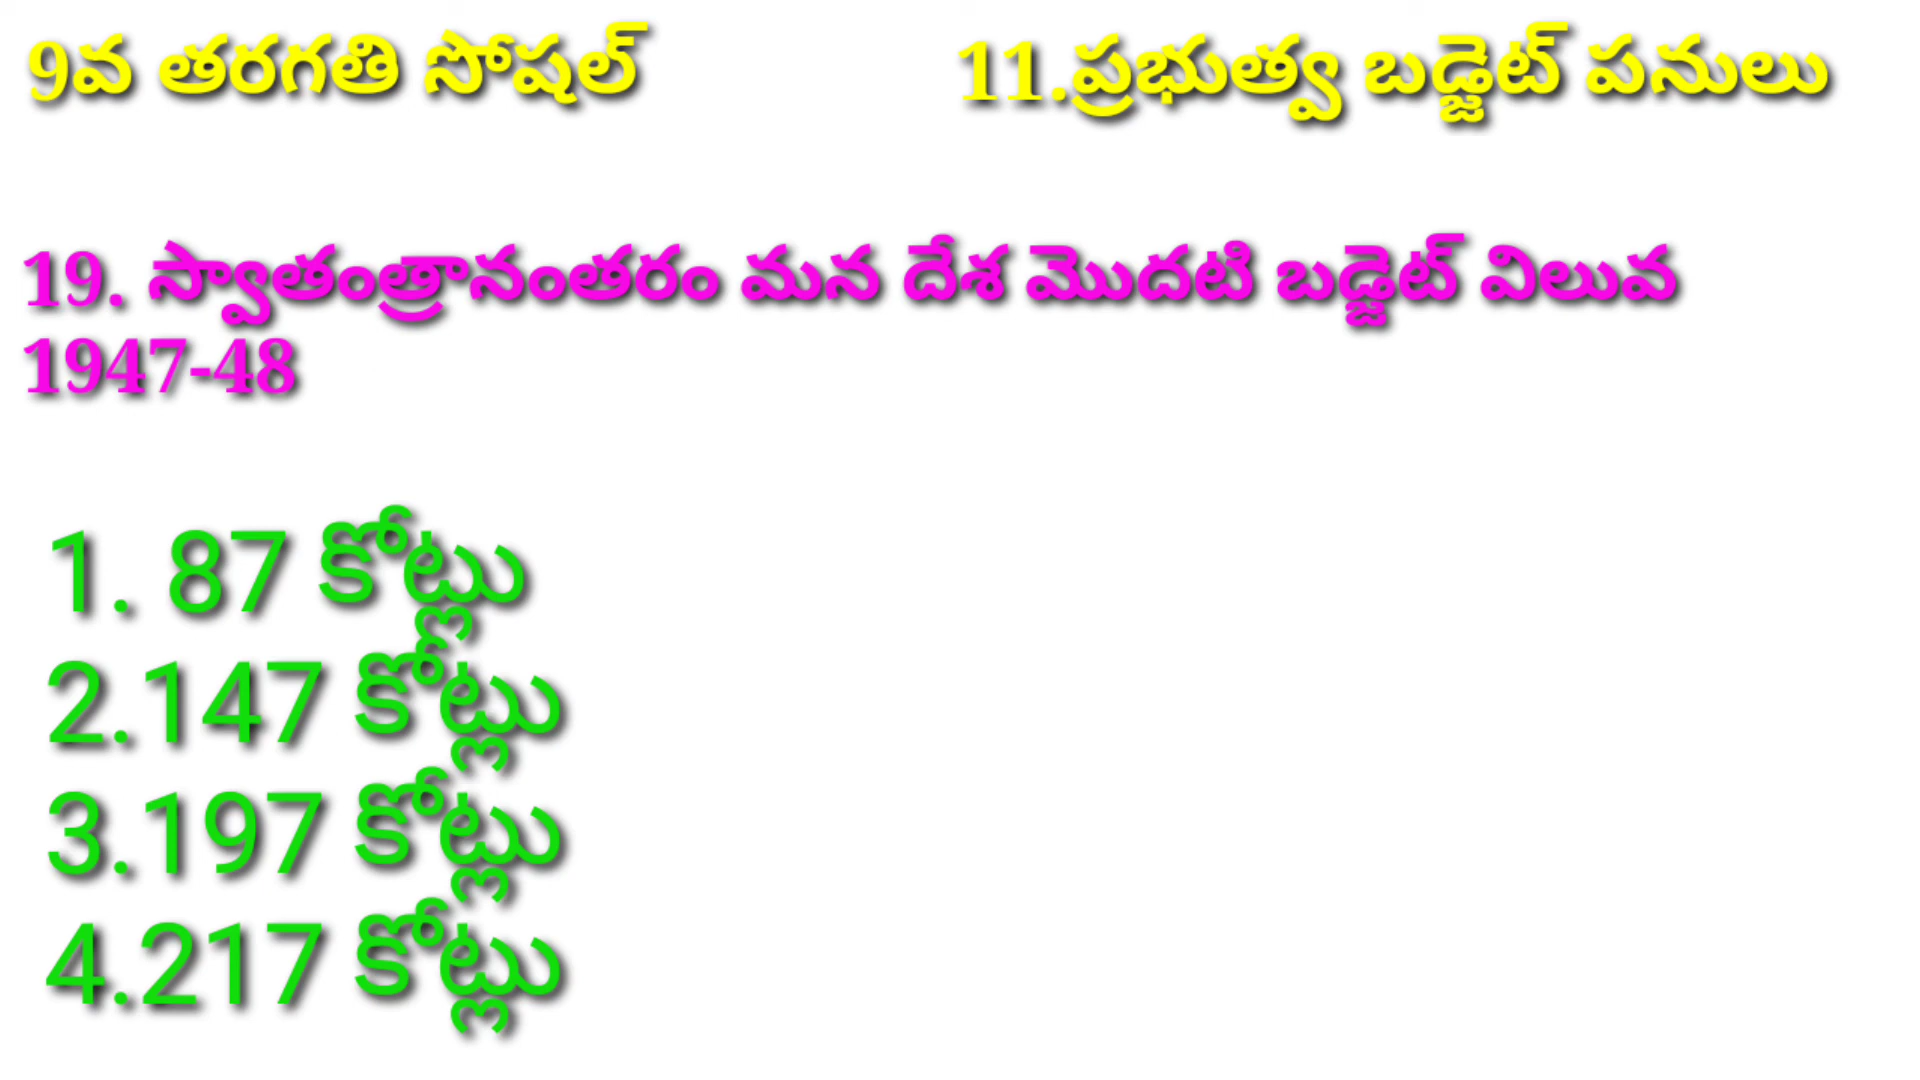 9వ తరగతి సోషల్ 11.ప్రభుత్వ బడ్జెట్ పనులు
19. స్వాతంత్రానంతరం మన దేశ మొదటి బడ్జెట్ విలువ
1947-48
1. 87 కోట్లు
2.147 కోట్లు
3.197 కోట్లు
4.217 కోట్లు